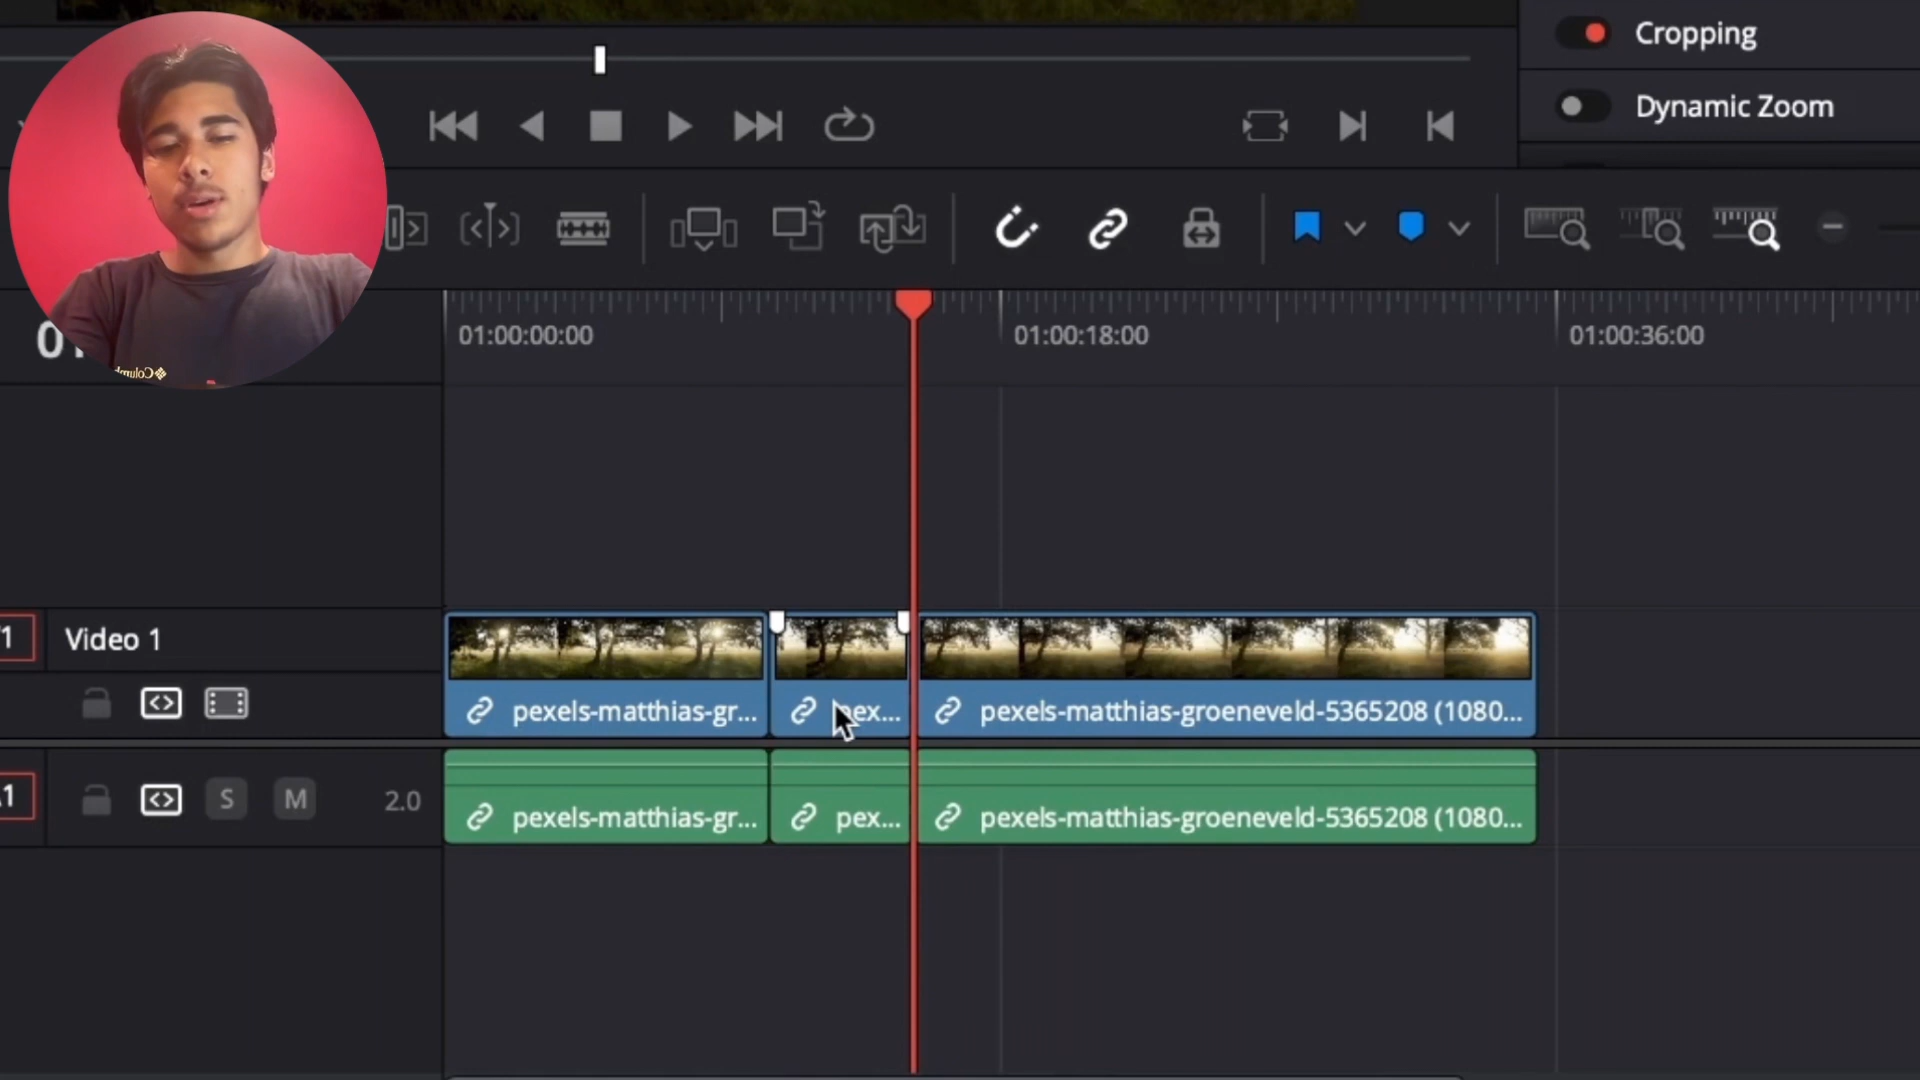 Cropping
Dynamic Zoom
01:00:00:00
01:00:18:00
01:00:36:00
Video 1
pexels-matthias-gr...
pexels-matthias-groeneveld-5365208 (1080...
S
M
2.0
pexels-matthias-gr...
pex...
pexels-matthias-groeneveld-5365208 (1080...